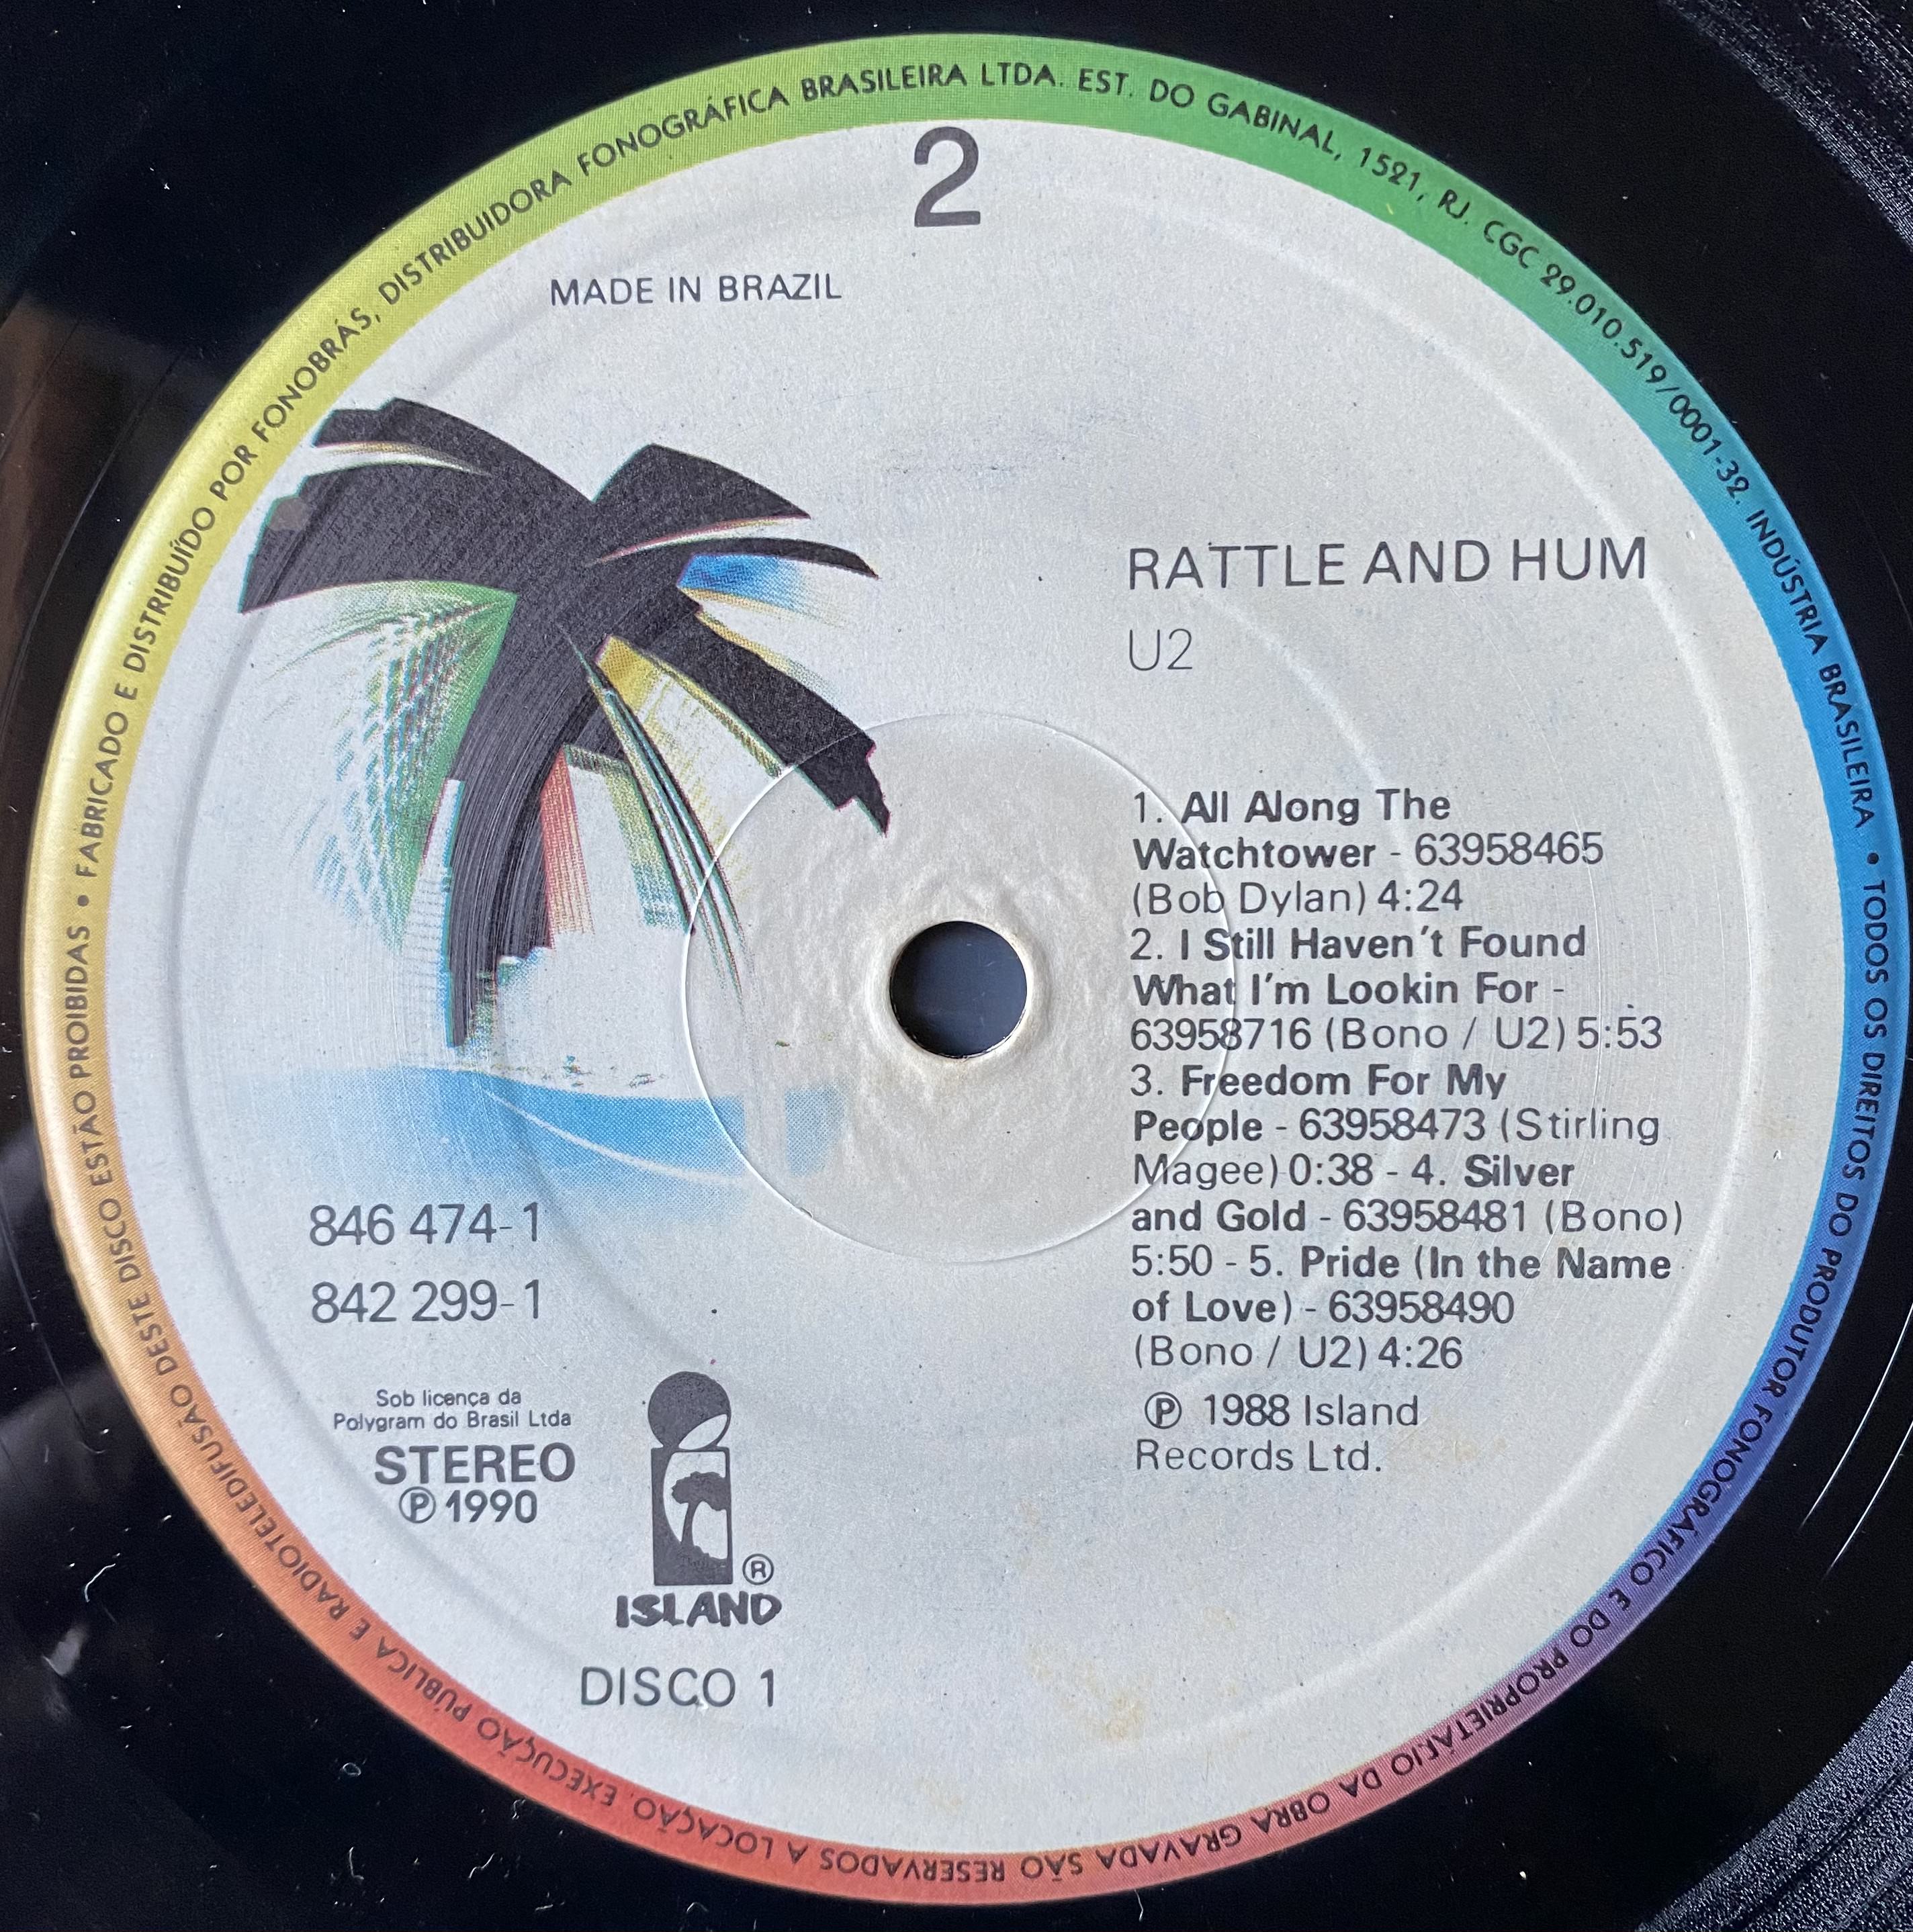 • FABRICADO E DISTRIBUÍDO POR FONOBRÁS, DISTRIBUIDORA FONOGRÁFICA BRASILEIRA LTDA. EST. DO GABINAL, 1521, RJ. CGC 29.010.519/0001-32. INDÚSTRIA BRASILEIRA • TODOS OS DIREITOS DO PRODUTOR FONOGRÁFICO E DO PROPRIETÁRIO DA OBRA GRAVADA SÃO RESERVADOS A LOCAÇÃO. EXECUÇÃO PÚBLICA E RADIOTELEDIFUSÃO DESTE DISCO ESTÃO PROIBIDAS
2
MADE IN BRAZIL
RATTLE AND HUM
U2
1. All Along The
Watchtower - 63958465
(Bob Dylan) 4:24
2. I Still Haven't Found
What I'm Lookin For -
63958716 (Bono / U2) 5:53
3. Freedom For My
People - 63958473 (Stirling
Magee) 0:38 - 4. Silver
and Gold - 63958481 (Bono)
5:50 - 5. Pride (In the Name
of Love) - 63958490
(Bono / U2) 4:26
℗ 1988 Island
Records Ltd.
846 474-1
842 299-1
Sob licença da
Polygram do Brasil Ltda
STEREO
℗ 1990
®
ISLAND
DISCO 1